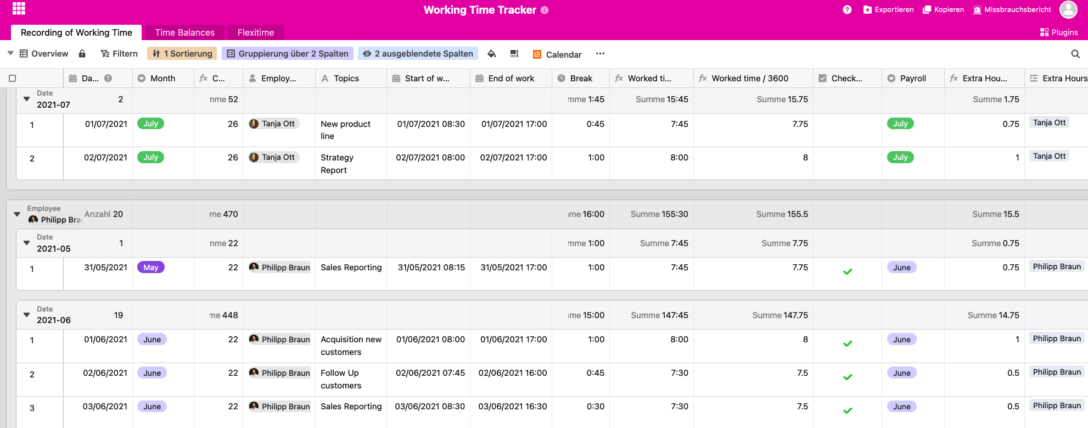 Working Time Tracker
Exportieren Kopieren Missbrauchsbericht
Recording of Working Time Time Balances Flexitime Plugins
Overview Filtern 1 Sortierung Gruppierung über 2 Spalten 2 ausgeblendete Spalten Calendar
Da... Month C... Employ... Topics Start of w... End of work Break Worked ti... Worked time / 3600 Check... Payroll Extra Hou... Extra Hours
Date
2021-07 2 me 52 me 1:45 Summe 15:45 Summe 15.75 Summe 1.75
1 01/07/2021 July 26 Tanja Ott New product 01/07/2021 08:30 01/07/2021 17:00 0:45 7:45 7.75 July 0.75 Tanja Ott
line
2 02/07/2021 July 26 Tanja Ott Strategy 02/07/2021 08:00 02/07/2021 17:00 1:00 8:00 8 July 1 Tanja Ott
Report
Employee
Philipp Bra Anzahl 20 me 470 me 16:00 Summe 155:30 Summe 155.5 Summe 15.5
Date
2021-05 1 me 22 me 1:00 Summe 7:45 Summe 7.75 Summe 0.75
1 31/05/2021 May 22 Philipp Braun Sales Reporting 31/05/2021 08:15 31/05/2021 17:00 1:00 7:45 7.75 June 0.75 Philipp Braun
Date
2021-06 19 me 448 me 15:00 Summe 147:45 Summe 147.75 Summe 14.75
1 01/06/2021 June 22 Philipp Braun Acquisition new 01/06/2021 08:00 01/06/2021 17:00 1:00 8:00 8 June 1 Philipp Braun
customers
2 02/06/2021 June 22 Philipp Braun Follow Up 02/06/2021 07:45 02/06/2021 16:00 0:45 7:30 7.5 June 0.5 Philipp Braun
customers
3 03/06/2021 June 22 Philipp Braun Sales Reporting 03/06/2021 08:30 03/06/2021 16:30 0:30 7:30 7.5 June 0.5 Philipp Braun